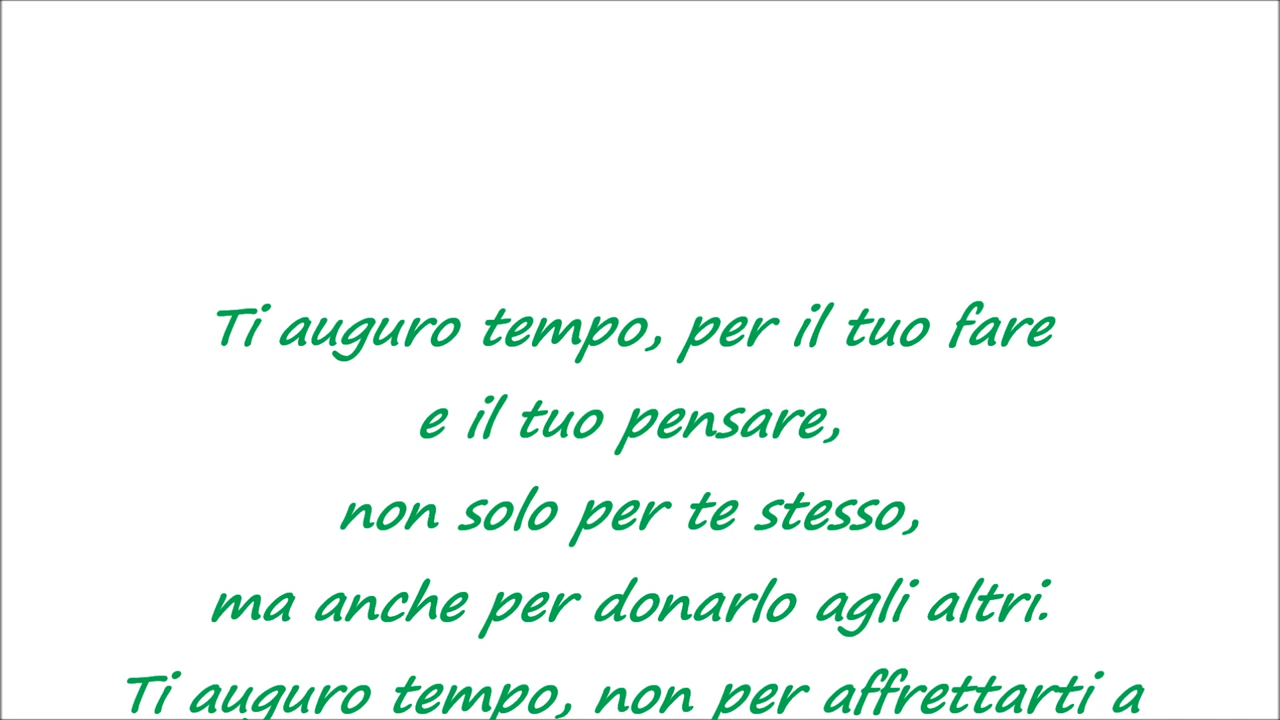 Ti auguro tempo, per il tuo fare
e il tuo pensare,
non solo per te stesso,
ma anche per donarlo agli altri.
Ti auguro tempo, non per affrettarti a